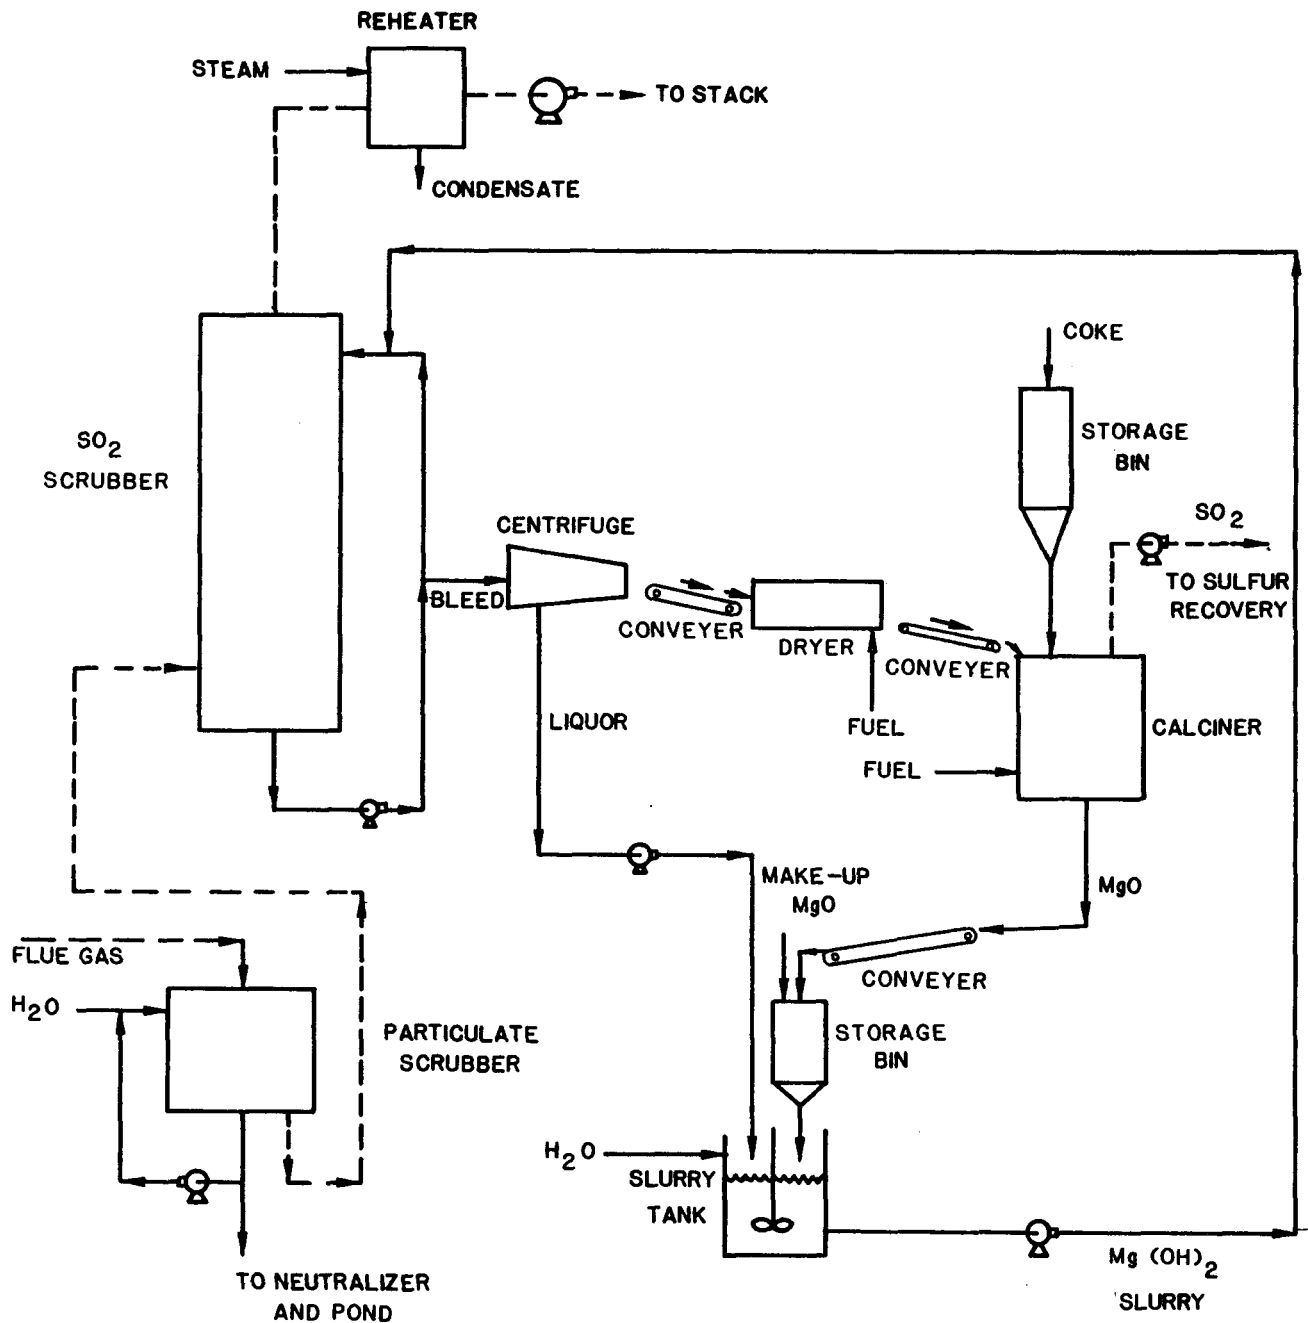 REHEATER
STEAM
TO STACK
CONDENSATE
COKE
STORAGE
BIN
SO2
SCRUBBER
CENTRIFUGE
SO2
TO SULFUR
RECOVERY
BLEED
CONVEYER
DRYER
CONVEYER
LIQUOR
FUEL
CALCINER
FUEL
MAKE-UP
MgO
MgO
FLUE GAS
CONVEYER
H2O
PARTICULATE
SCRUBBER
STORAGE
BIN
H2O
SLURRY
TANK
Mg (OH)2
SLURRY
TO NEUTRALIZER
AND POND